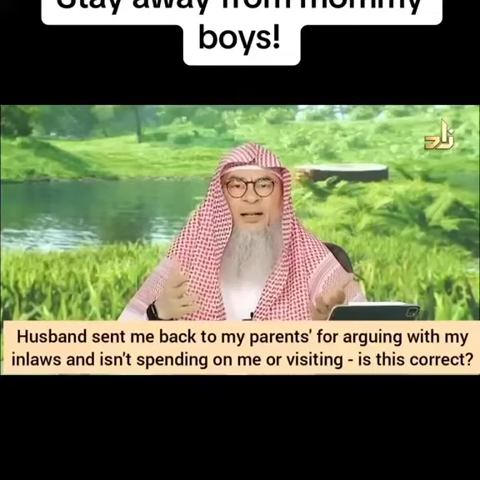 Stay away from mommy
boys!
زاد
Husband sent me back to my parents' for arguing with my
inlaws and isn't spending on me or visiting - is this correct?